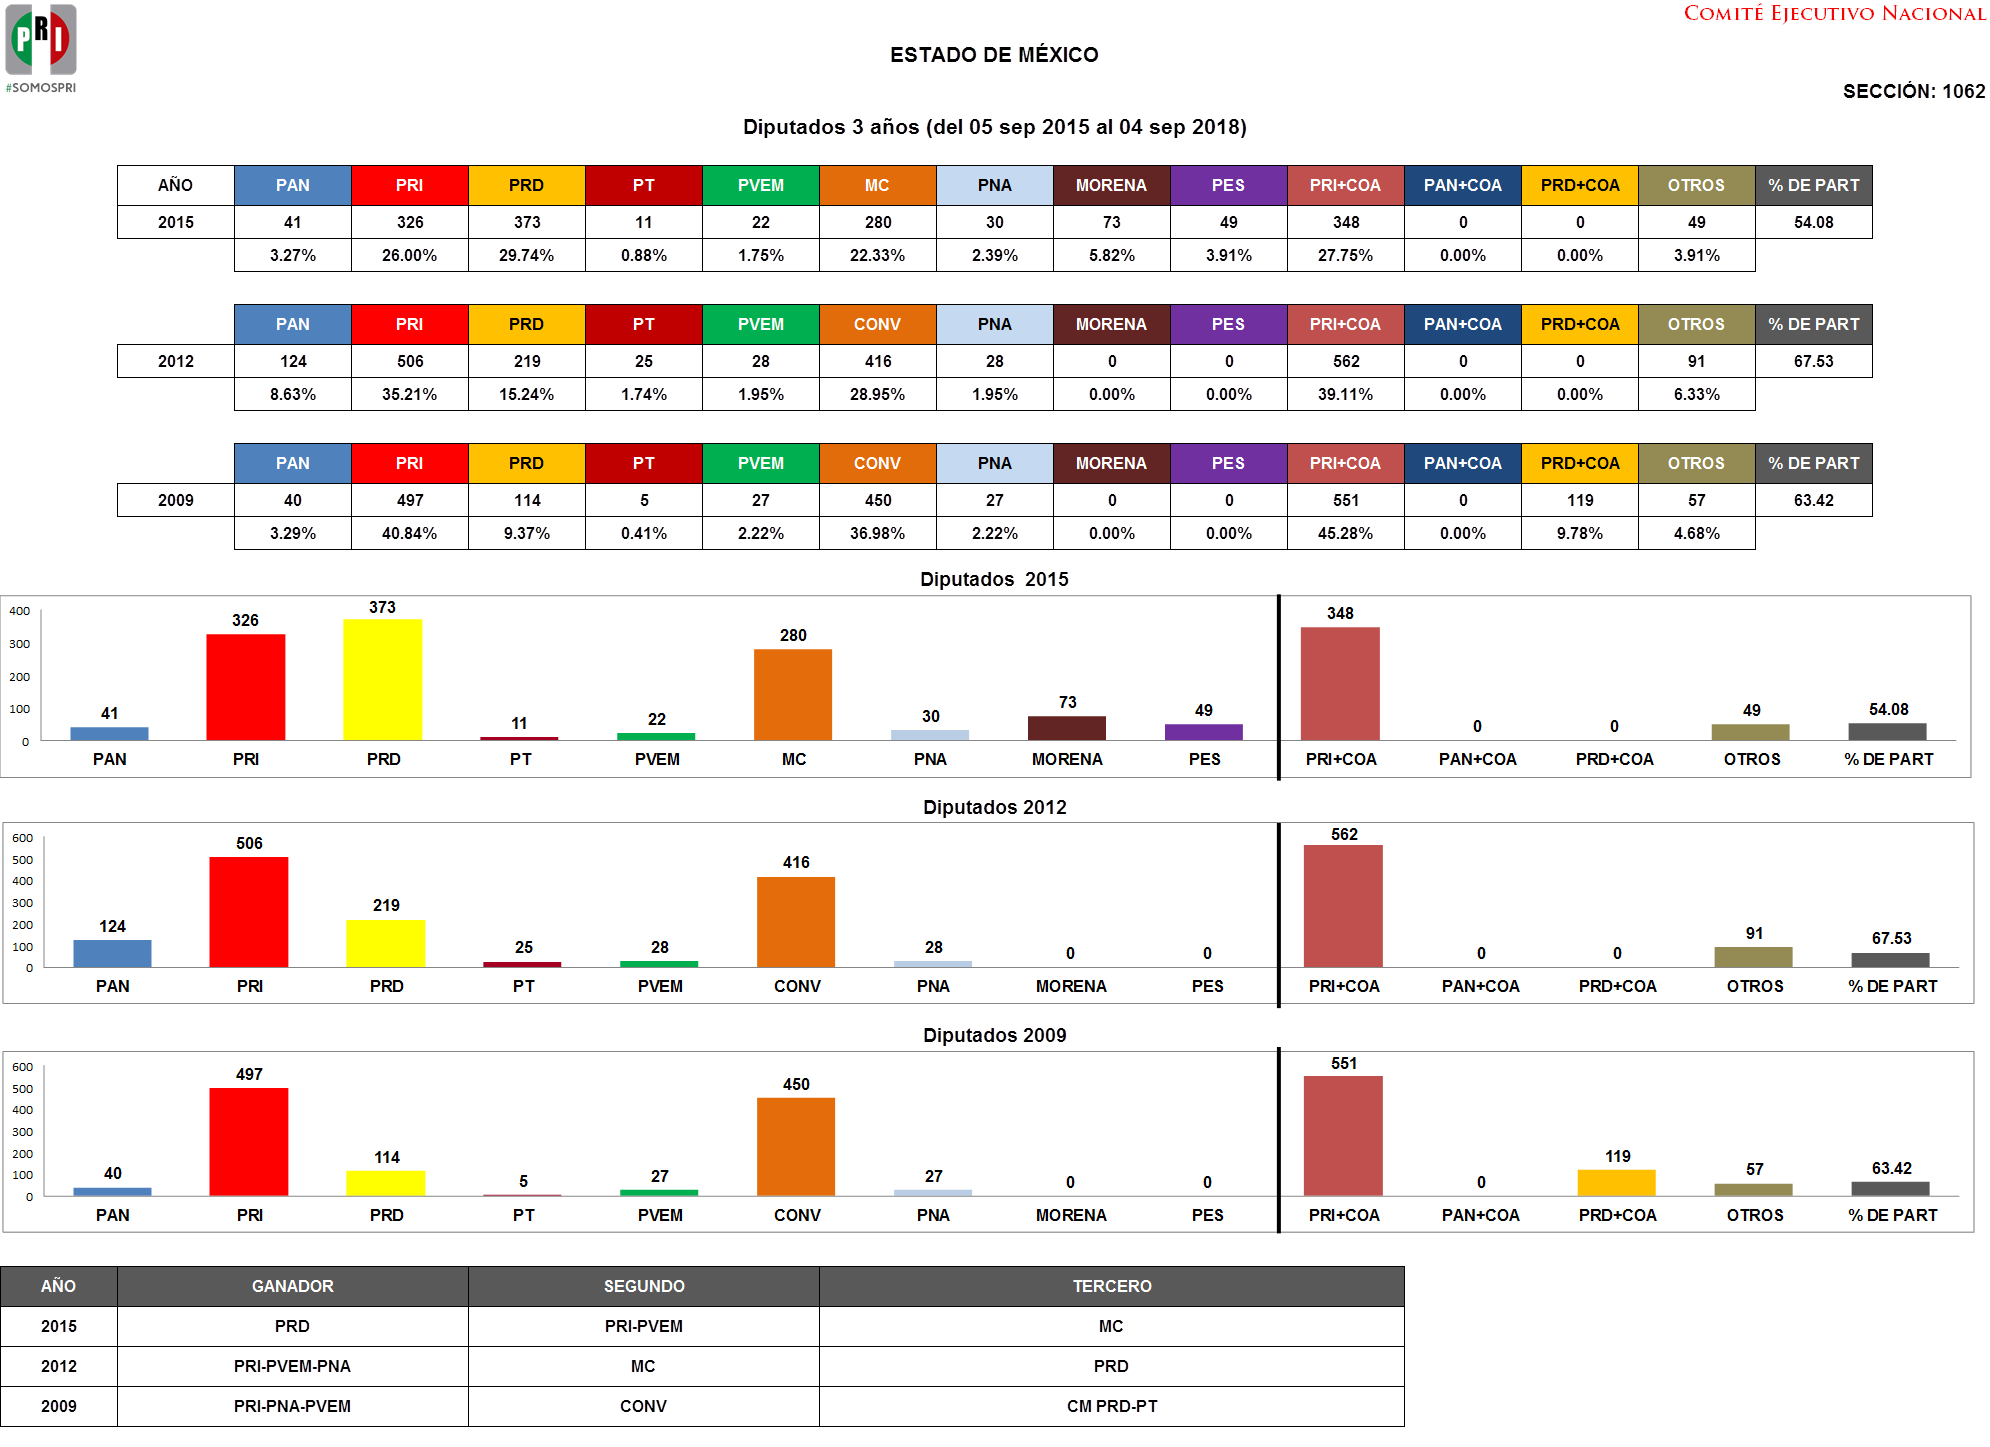 PRI
#SOMOSPRI
COMITÉ EJECUTIVO NACIONAL
ESTADO DE MÉXICO
SECCIÓN: 1062
Diputados 3 años (del 05 sep 2015 al 04 sep 2018)
AÑO PAN PRI PRD PT PVEM MC PNA MORENA PES PRI+COA PAN+COA PRD+COA OTROS % DE PART
2015 41 326 373 11 22 280 30 73 49 348 0 0 49 54.08
3.27% 26.00% 29.74% 0.88% 1.75% 22.33% 2.39% 5.82% 3.91% 27.75% 0.00% 0.00% 3.91%
PAN PRI PRD PT PVEM CONV PNA MORENA PES PRI+COA PAN+COA PRD+COA OTROS % DE PART
2012 124 506 219 25 28 416 28 0 0 562 0 0 91 67.53
8.63% 35.21% 15.24% 1.74% 1.95% 28.95% 1.95% 0.00% 0.00% 39.11% 0.00% 0.00% 6.33%
PAN PRI PRD PT PVEM CONV PNA MORENA PES PRI+COA PAN+COA PRD+COA OTROS % DE PART
2009 40 497 114 5 27 450 27 0 0 551 0 119 57 63.42
3.29% 40.84% 9.37% 0.41% 2.22% 36.98% 2.22% 0.00% 0.00% 45.28% 0.00% 9.78% 4.68%
Diputados 2015
400
300
200
100
0
41 326 373 11 22 280 30 73 49 348 0 0 49 54.08
PAN PRI PRD PT PVEM MC PNA MORENA PES PRI+COA PAN+COA PRD+COA OTROS % DE PART
Diputados 2012
600
500
400
300
200
100
0
124 506 219 25 28 416 28 0 0 562 0 0 91 67.53
PAN PRI PRD PT PVEM CONV PNA MORENA PES PRI+COA PAN+COA PRD+COA OTROS % DE PART
Diputados 2009
600
500
400
300
200
100
0
40 497 114 5 27 450 27 0 0 551 0 119 57 63.42
PAN PRI PRD PT PVEM CONV PNA MORENA PES PRI+COA PAN+COA PRD+COA OTROS % DE PART
AÑO GANADOR SEGUNDO TERCERO
2015 PRD PRI-PVEM MC
2012 PRI-PVEM-PNA MC PRD
2009 PRI-PNA-PVEM CONV CM PRD-PT